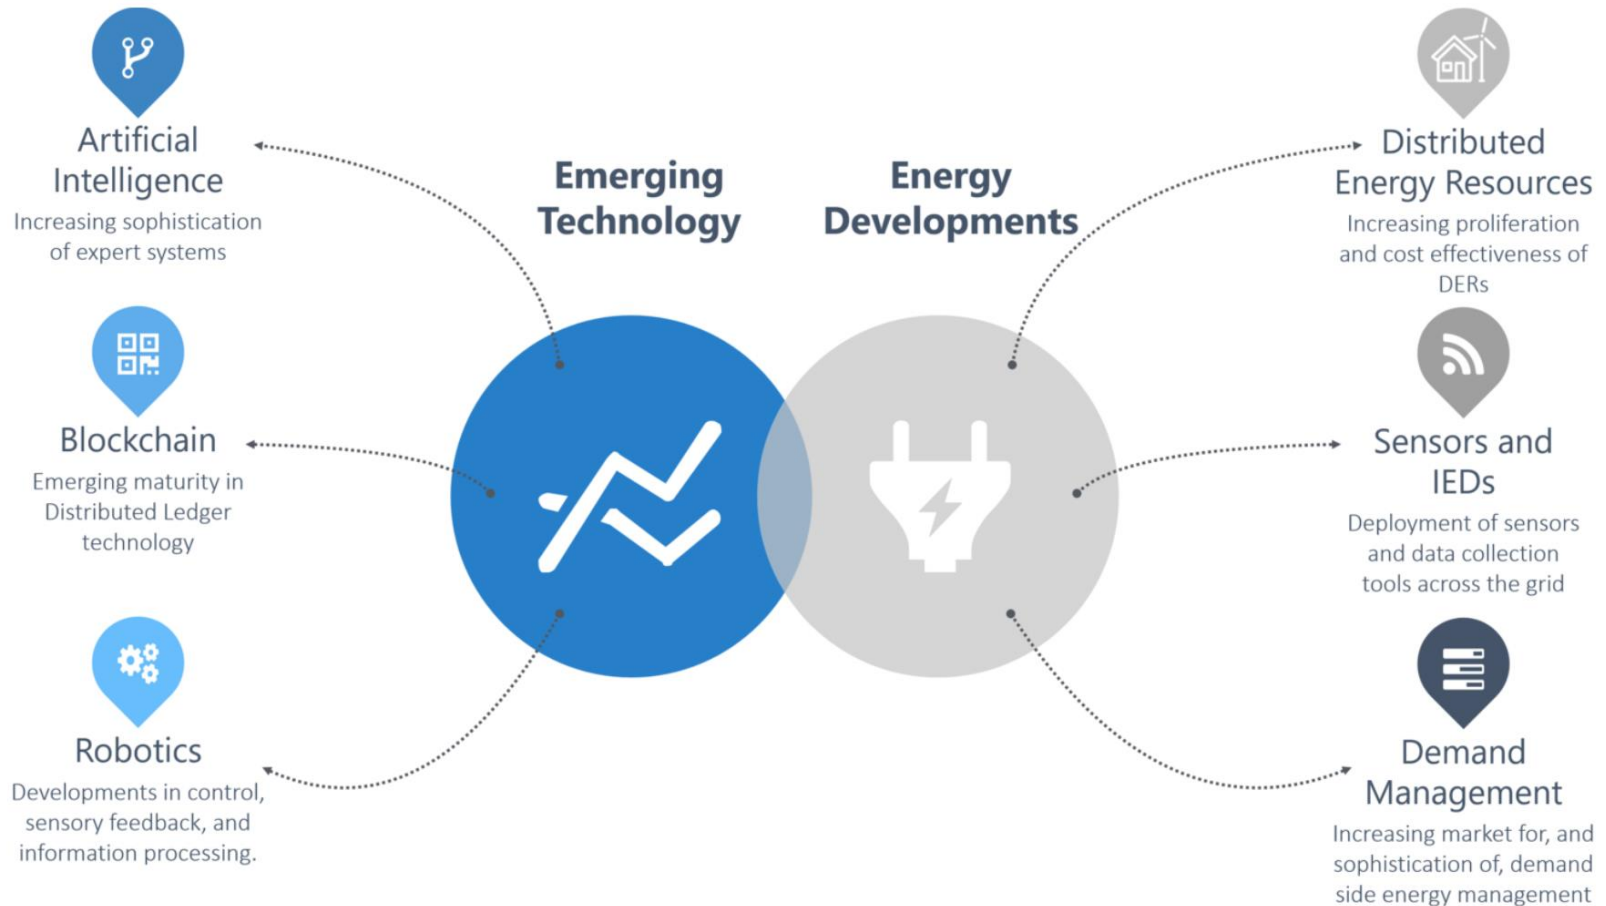 Emerging
Technology
Energy
Developments
Artificial
Intelligence
Increasing sophistication
of expert systems
Blockchain
Emerging maturity in
Distributed Ledger
technology
Robotics
Developments in control,
sensory feedback, and
information processing.
Distributed
Energy Resources
Increasing proliferation
and cost effectiveness of
DERs
Sensors and
IEDs
Deployment of sensors
and data collection
tools across the grid
Demand
Management
Increasing market for, and
sophistication of, demand
side energy management